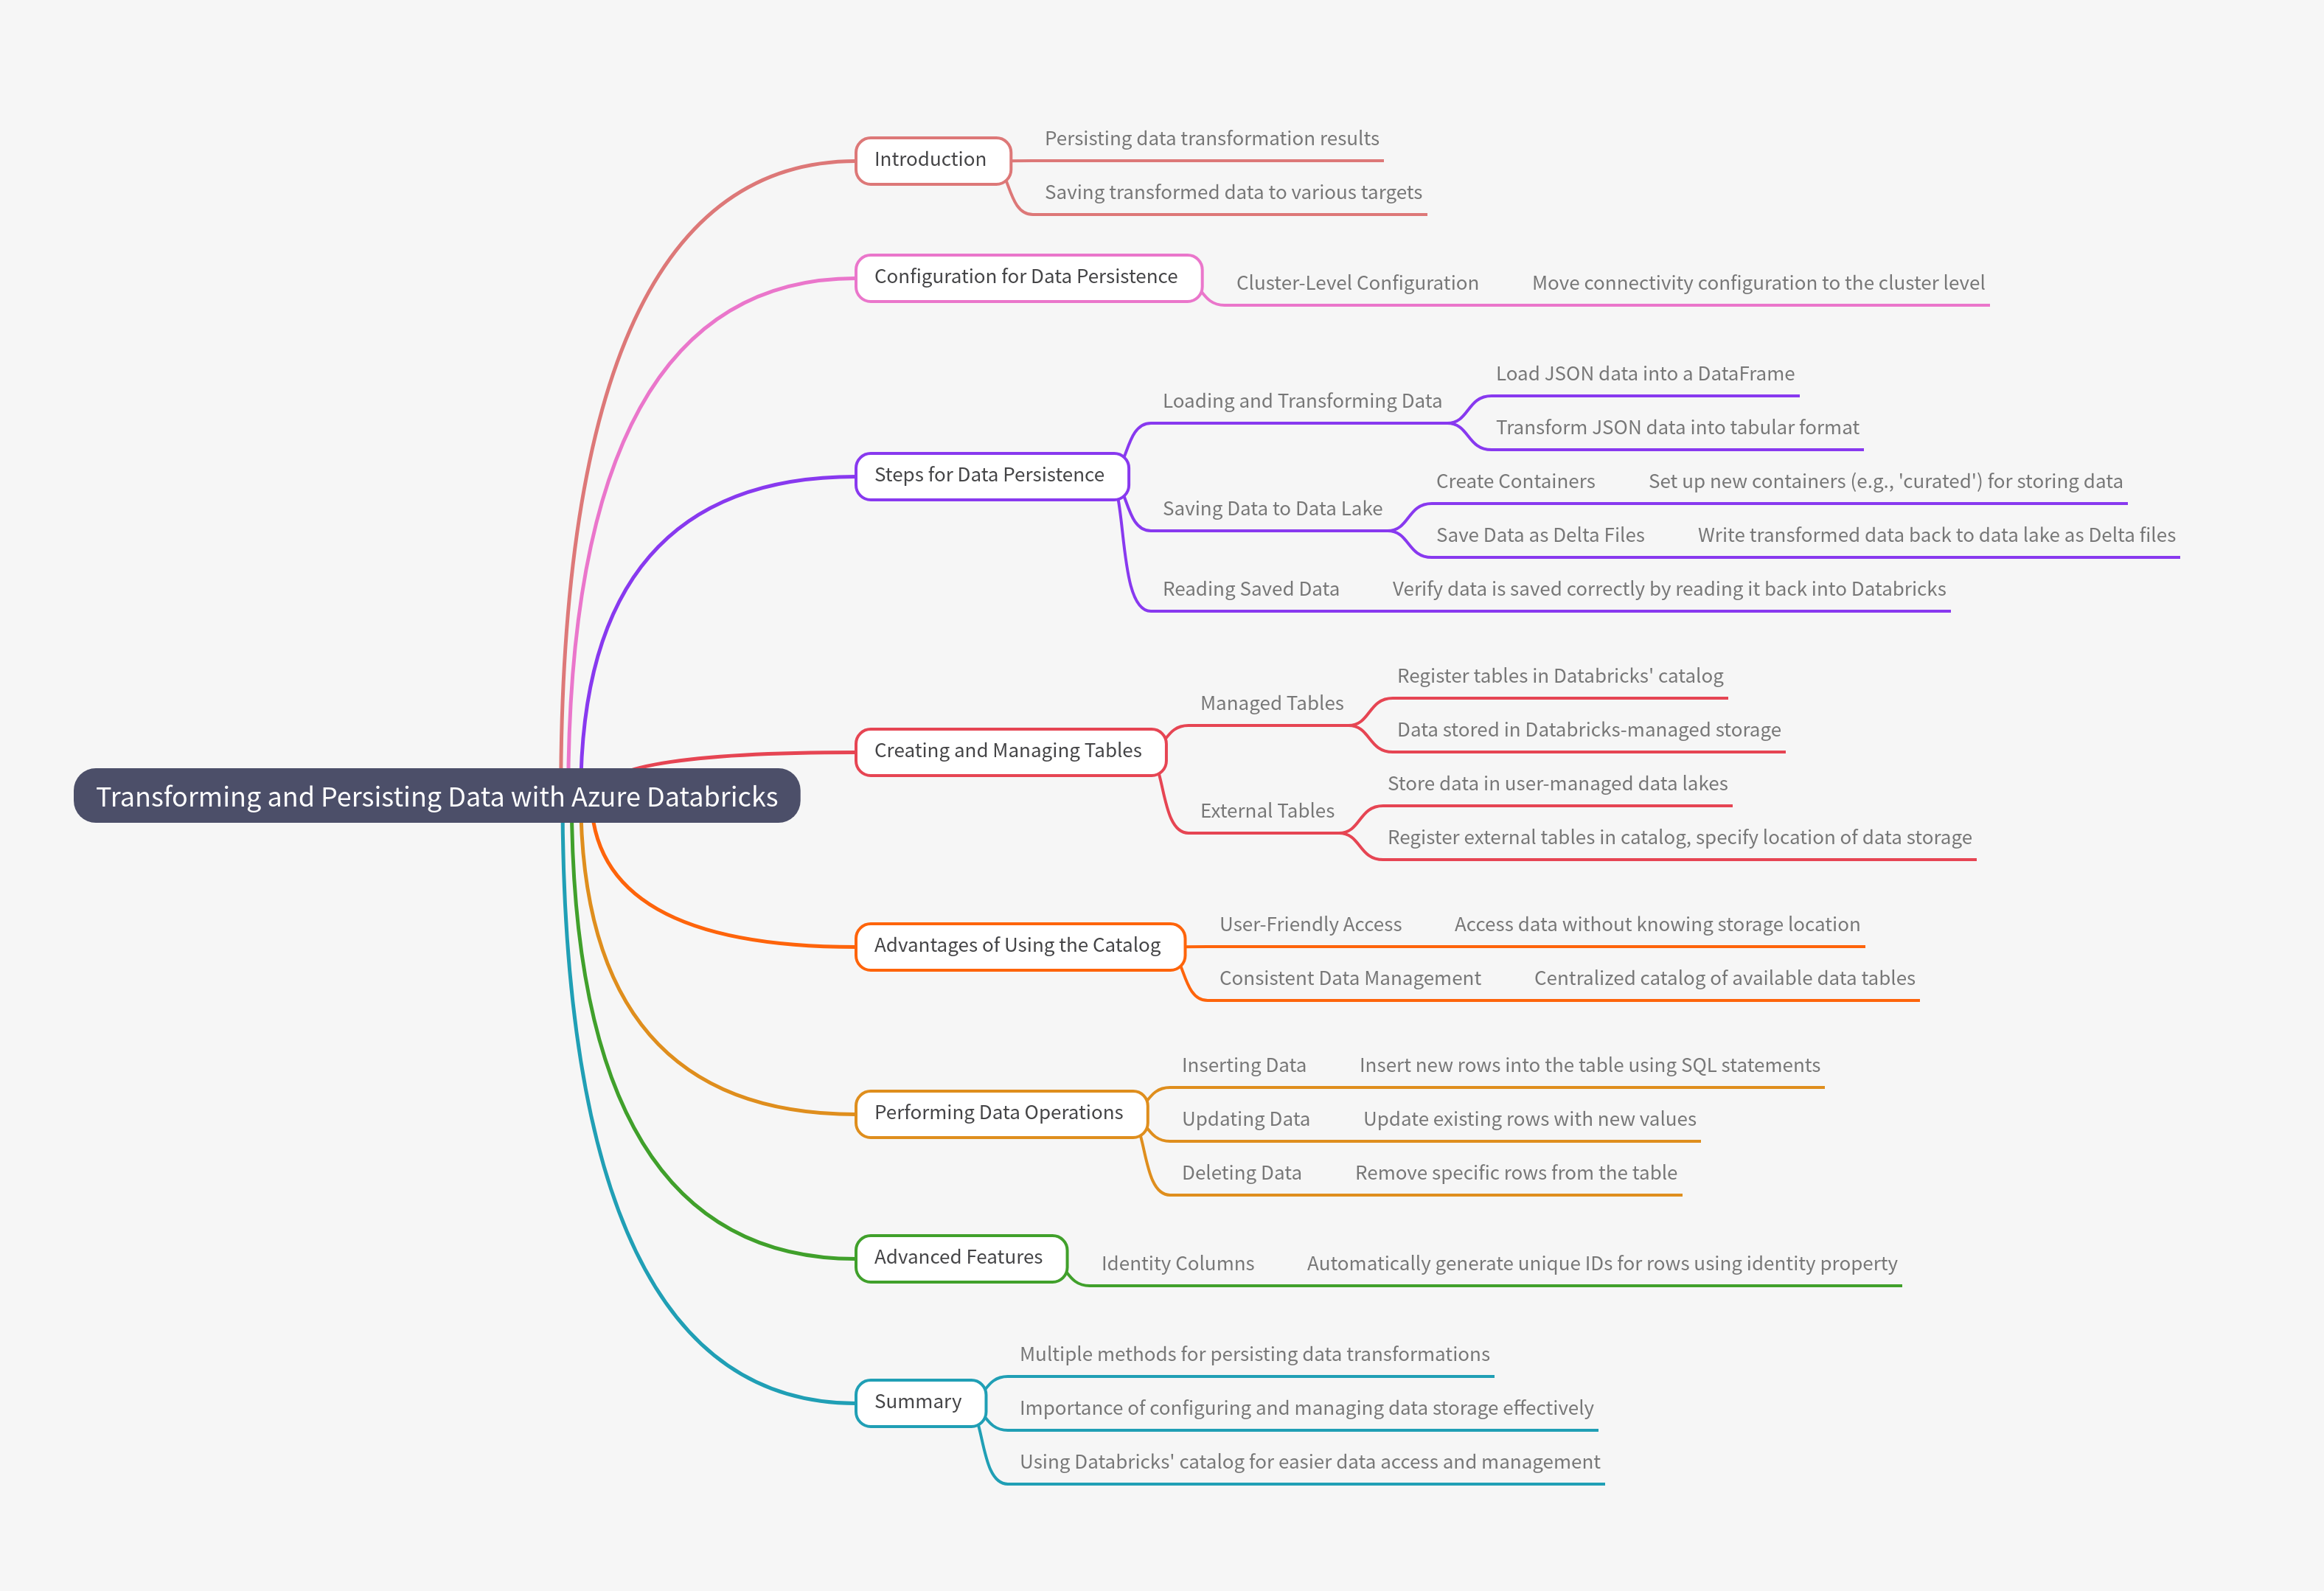 Transforming and Persisting Data with Azure Databricks
Introduction
Persisting data transformation results
Saving transformed data to various targets
Configuration for Data Persistence
Cluster-Level Configuration
Move connectivity configuration to the cluster level
Steps for Data Persistence
Loading and Transforming Data
Load JSON data into a DataFrame
Transform JSON data into tabular format
Saving Data to Data Lake
Create Containers
Set up new containers (e.g., 'curated') for storing data
Save Data as Delta Files
Write transformed data back to data lake as Delta files
Reading Saved Data
Verify data is saved correctly by reading it back into Databricks
Creating and Managing Tables
Managed Tables
Register tables in Databricks' catalog
Data stored in Databricks-managed storage
External Tables
Store data in user-managed data lakes
Register external tables in catalog, specify location of data storage
Advantages of Using the Catalog
User-Friendly Access
Access data without knowing storage location
Consistent Data Management
Centralized catalog of available data tables
Performing Data Operations
Inserting Data
Insert new rows into the table using SQL statements
Updating Data
Update existing rows with new values
Deleting Data
Remove specific rows from the table
Advanced Features
Identity Columns
Automatically generate unique IDs for rows using identity property
Summary
Multiple methods for persisting data transformations
Importance of configuring and managing data storage effectively
Using Databricks' catalog for easier data access and management